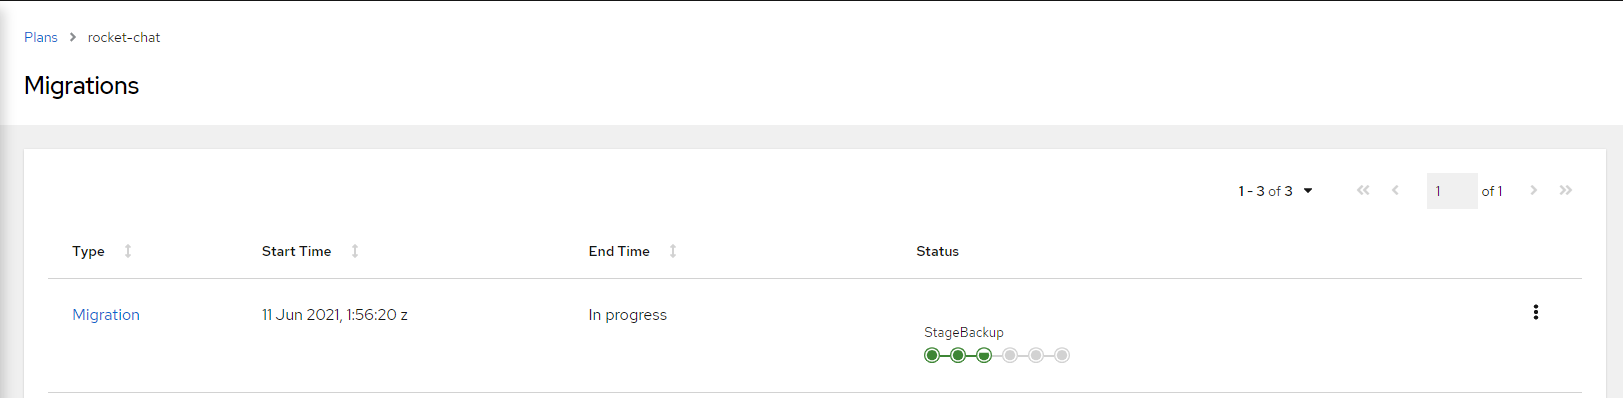 Plans > rocket-chat
Migrations
1 - 3 of 3
1 of 1
Type Start Time End Time Status
Migration 11 Jun 2021, 1:56:20 z In progress
StageBackup